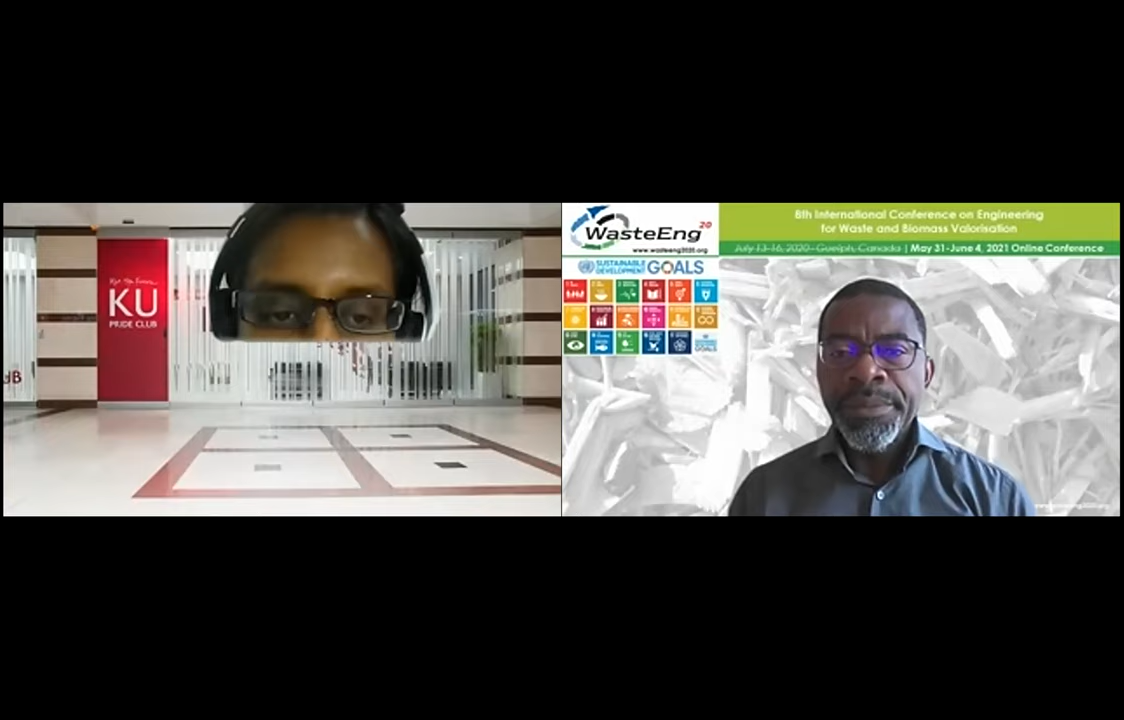 KU
PRIDE CLUB
WasteEng20
www.wasteeng2020.org
SUSTAINABLE
DEVELOPMENT
GOALS
8th International Conference on Engineering
for Waste and Biomass Valorisation
July 13-16, 2020 - Guelph, Canada | May 31-June 4, 2021 Online Conference